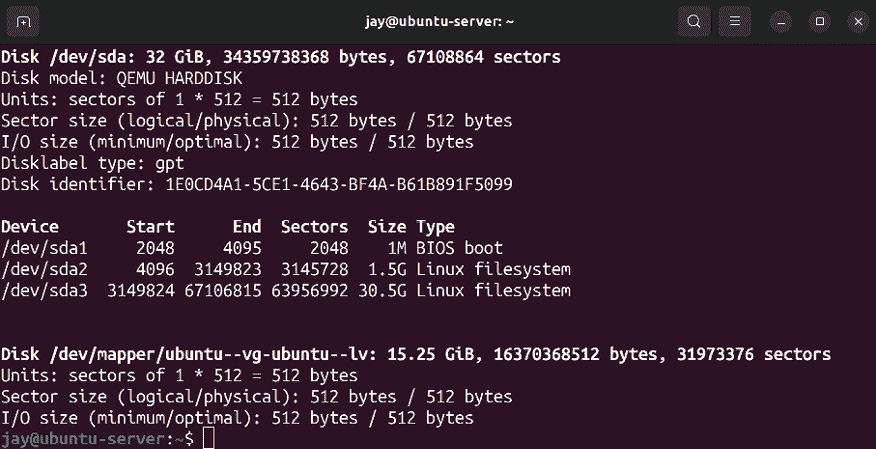 jay@ubuntu-server: ~
Disk /dev/sda: 32 GiB, 34359738368 bytes, 67108864 sectors
Disk model: QEMU HARDDISK
Units: sectors of 1 * 512 = 512 bytes
Sector size (logical/physical): 512 bytes / 512 bytes
I/O size (minimum/optimal): 512 bytes / 512 bytes
Disklabel type: gpt
Disk identifier: 1E0CD4A1-5CE1-4643-BF4A-B61B891F5099
Device       Start      End  Sectors  Size Type
/dev/sda1     2048     4095     2048    1M BIOS boot
/dev/sda2     4096  3149823  3145728  1.5G Linux filesystem
/dev/sda3  3149824 67106815 63956992 30.5G Linux filesystem
Disk /dev/mapper/ubuntu--vg-ubuntu--lv: 15.25 GiB, 16370368512 bytes, 31973376 sectors
Units: sectors of 1 * 512 = 512 bytes
Sector size (logical/physical): 512 bytes / 512 bytes
I/O size (minimum/optimal): 512 bytes / 512 bytes
jay@ubuntu-server:~$